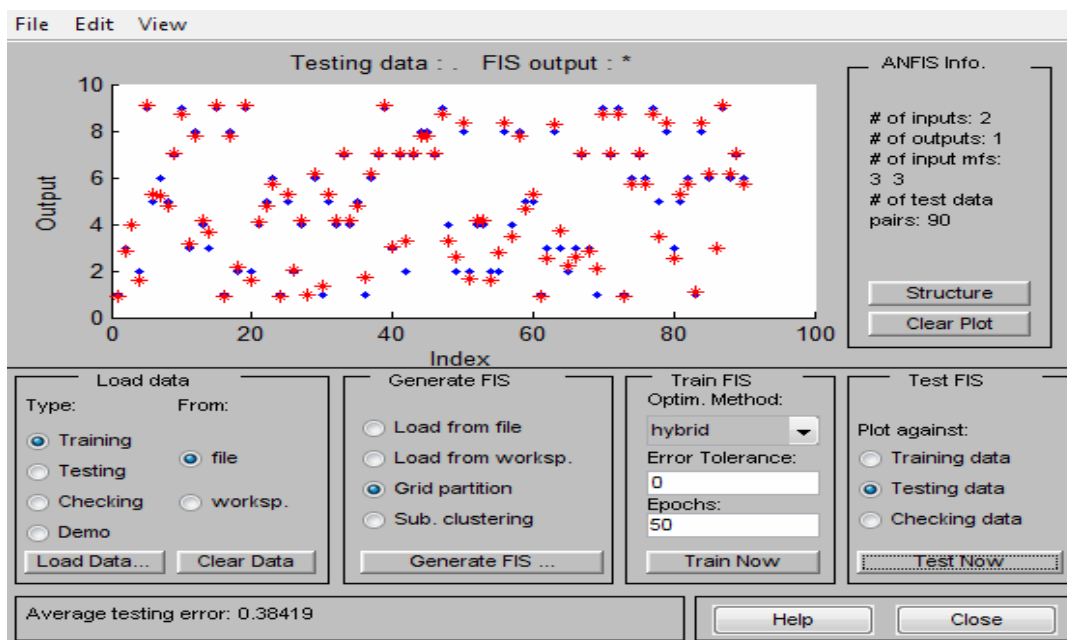 File Edit View
Testing data : . FIS output : *
10
8
6
4
2
0
Output
0 20 40 60 80 100
Index
ANFIS Info.
# of inputs: 2
# of outputs: 1
# of input mfs:
3 3
# of test data
pairs: 90
Structure
Clear Plot
Load data
Type: From:
Training
Testing
Checking
Demo
file
worksp.
Load Data... Clear Data
Generate FIS
Load from file
Load from worksp.
Grid partition
Sub. clustering
Generate FIS ...
Train FIS
Optim. Method:
hybrid
Error Tolerance:
0
Epochs:
50
Train Now
Test FIS
Plot against:
Training data
Testing data
Checking data
Test Now
Average testing error: 0.38419
Help Close